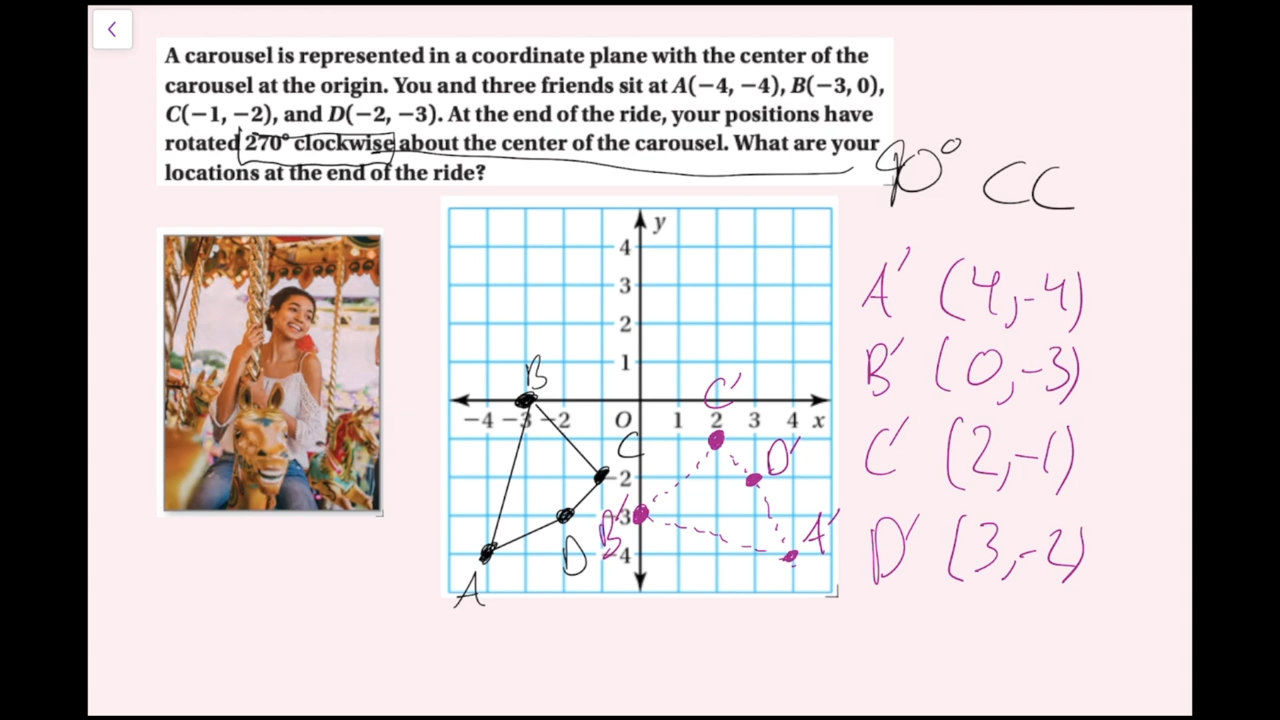 A carousel is represented in a coordinate plane with the center of the
carousel at the origin. You and three friends sit at A(−4, −4), B(−3, 0),
C(−1, −2), and D(−2, −3). At the end of the ride, your positions have
rotated 270° clockwise about the center of the carousel. What are your
locations at the end of the ride?
90° CC
y
4
3
2
1
B
−4 −3 −2 O 1 2 3 4 x
C'
C
−2
D'
−3
B'
A'
4
D
A
A' (4,-4)
B' (0,-3)
C' (2,-1)
D' (3,-2)